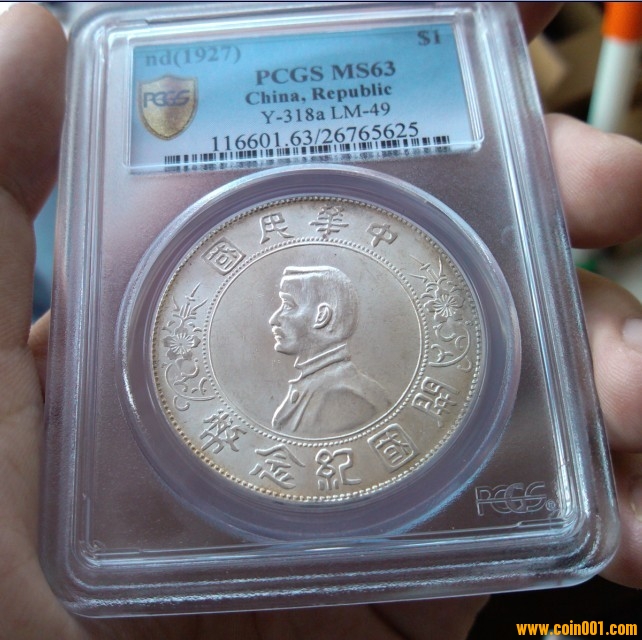 nd(1927) $1
PCGS
PCGS MS63
China, Republic
Y-318a LM-49
116601.63/26765625
中華民國
開國紀念幣
PCGS®
www.coin001.com